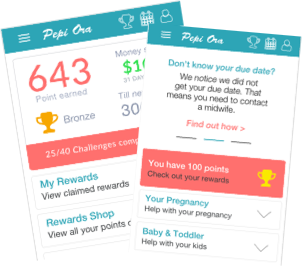 Pepi Ora
643
Point earned
Money
$10
31 DAY
Bronze
Till ne
300
25/40 Challenges comp
My Rewards
View claimed rewards
Rewards Shop
View all your points
Pepi Ora
Don't know your due date?
We notice we did not
get your due date. That
means you need to contact
a midwife.
Find out how >
You have 100 points
Check out your rewards
Your Pregnancy
Help with your pregnancy
Baby & Toddler
Help with your kids